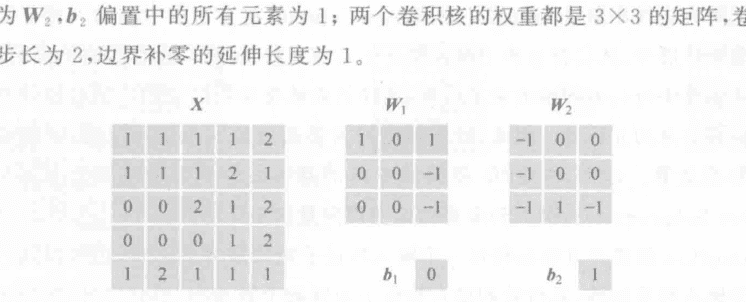 为 W₂,b₂ 偏置中的所有元素为 1；两个卷积核的权重都是 3×3 的矩阵,卷
步长为 2,边界补零的延伸长度为 1。
X W₁ W₂
1 1 1 1 2 1 0 1 -1 0 0
1 1 1 2 1 0 0 -1 -1 0 0
0 0 2 1 2 0 0 -1 -1 -1 -1
0 0 0 1 2
1 2 1 1 1 b₁ 0 b₂ 1